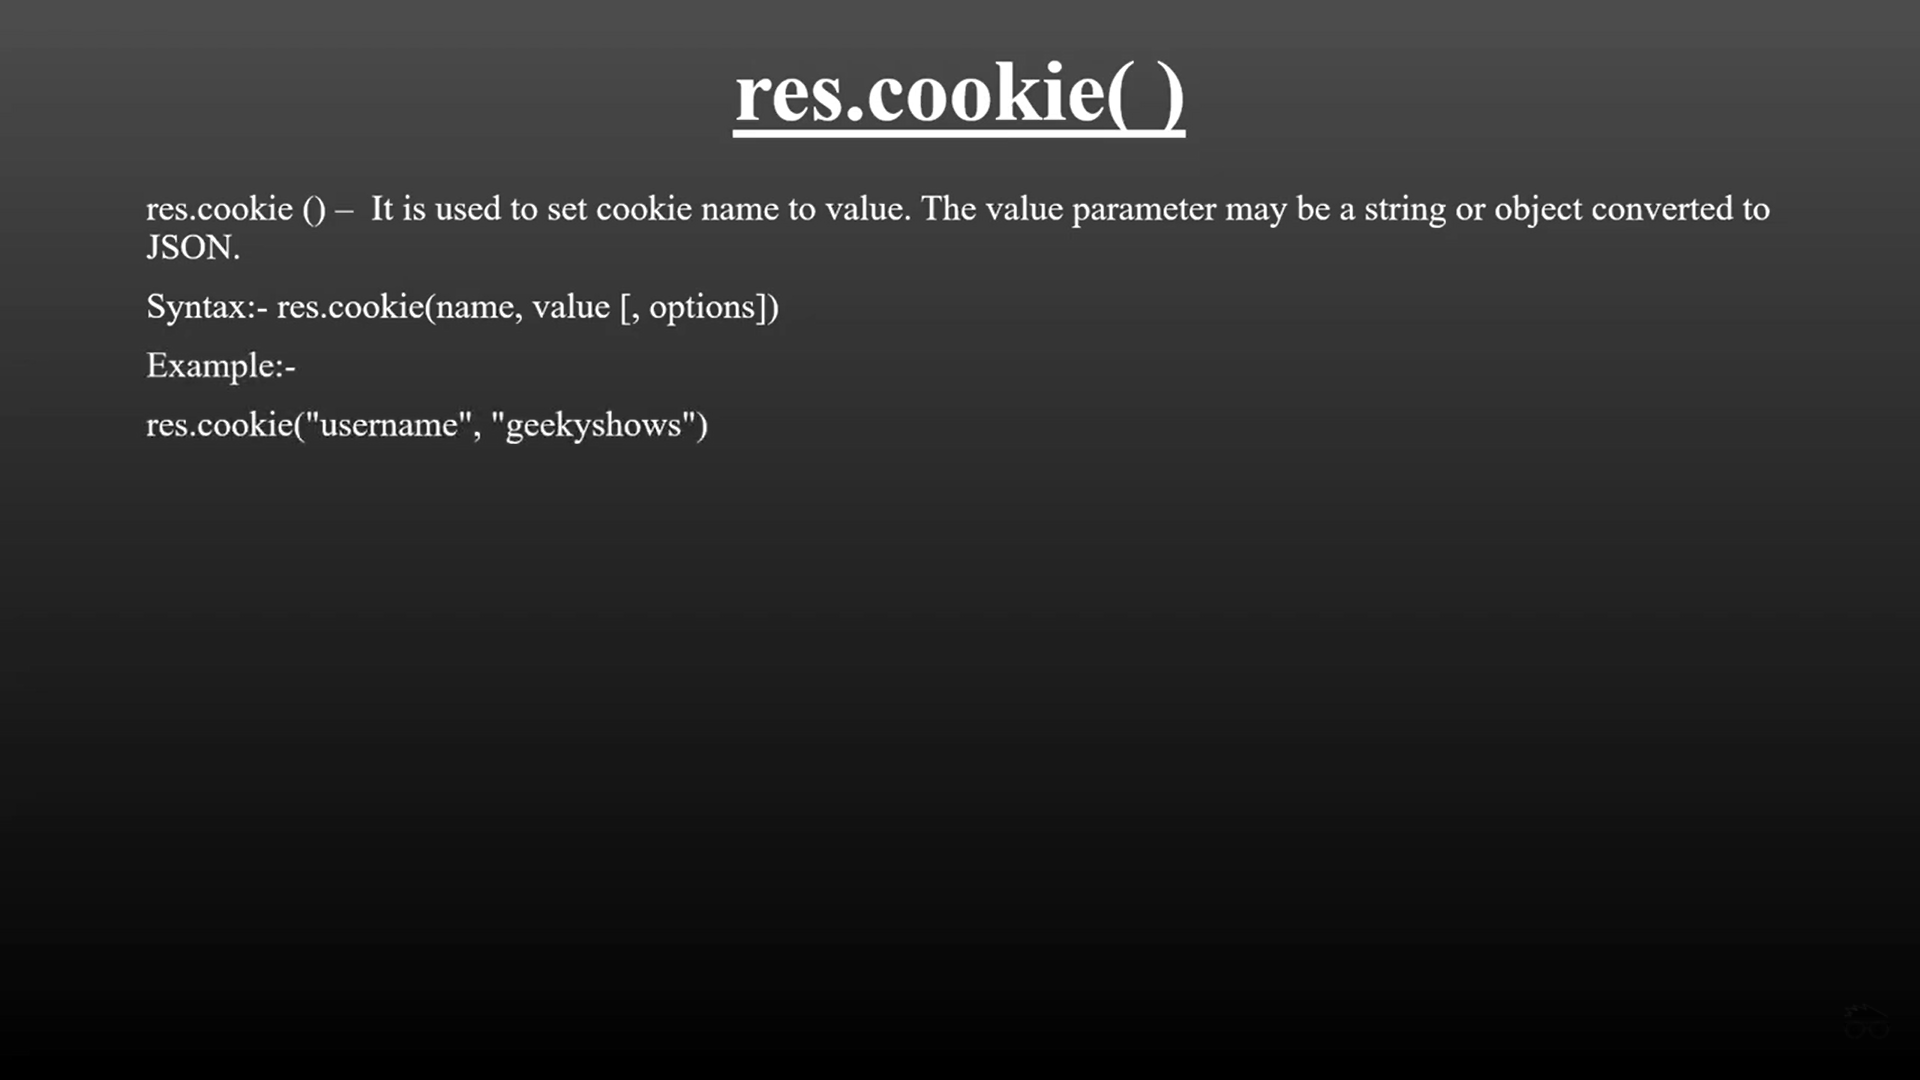 res.cookie( )
res.cookie () –  It is used to set cookie name to value. The value parameter may be a string or object converted to
JSON.
Syntax:- res.cookie(name, value [, options])
Example:-
res.cookie("username", "geekyshows")